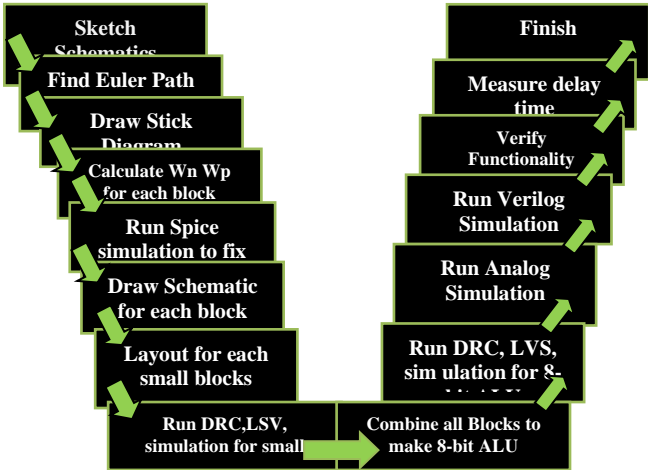 Sketch
Schematics
Find Euler Path
Draw Stick
Diagram
Calculate Wn Wp
for each block
Run Spice
simulation to fix
Draw Schematic
for each block
Layout for each
small blocks
Run DRC,LSV,
simulation for small
Combine all Blocks to
make 8-bit ALU
Run DRC, LVS,
sim ulation for 8-
bit ALU
Run Analog
Simulation
Run Verilog
Simulation
Verify
Functionality
Measure delay
time
Finish